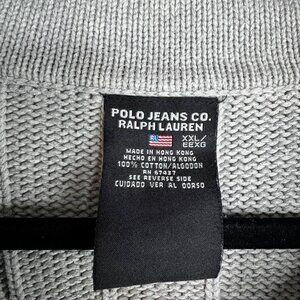 POLO JEANS CO.
RALPH LAUREN
XXL/
EEXG
MADE IN HONG KONG
HECHO EN HONG KONG
100% COTTON/ALGODON
RN 67437
SEE REVERSE SIDE
CUIDADO VER AL DORSO